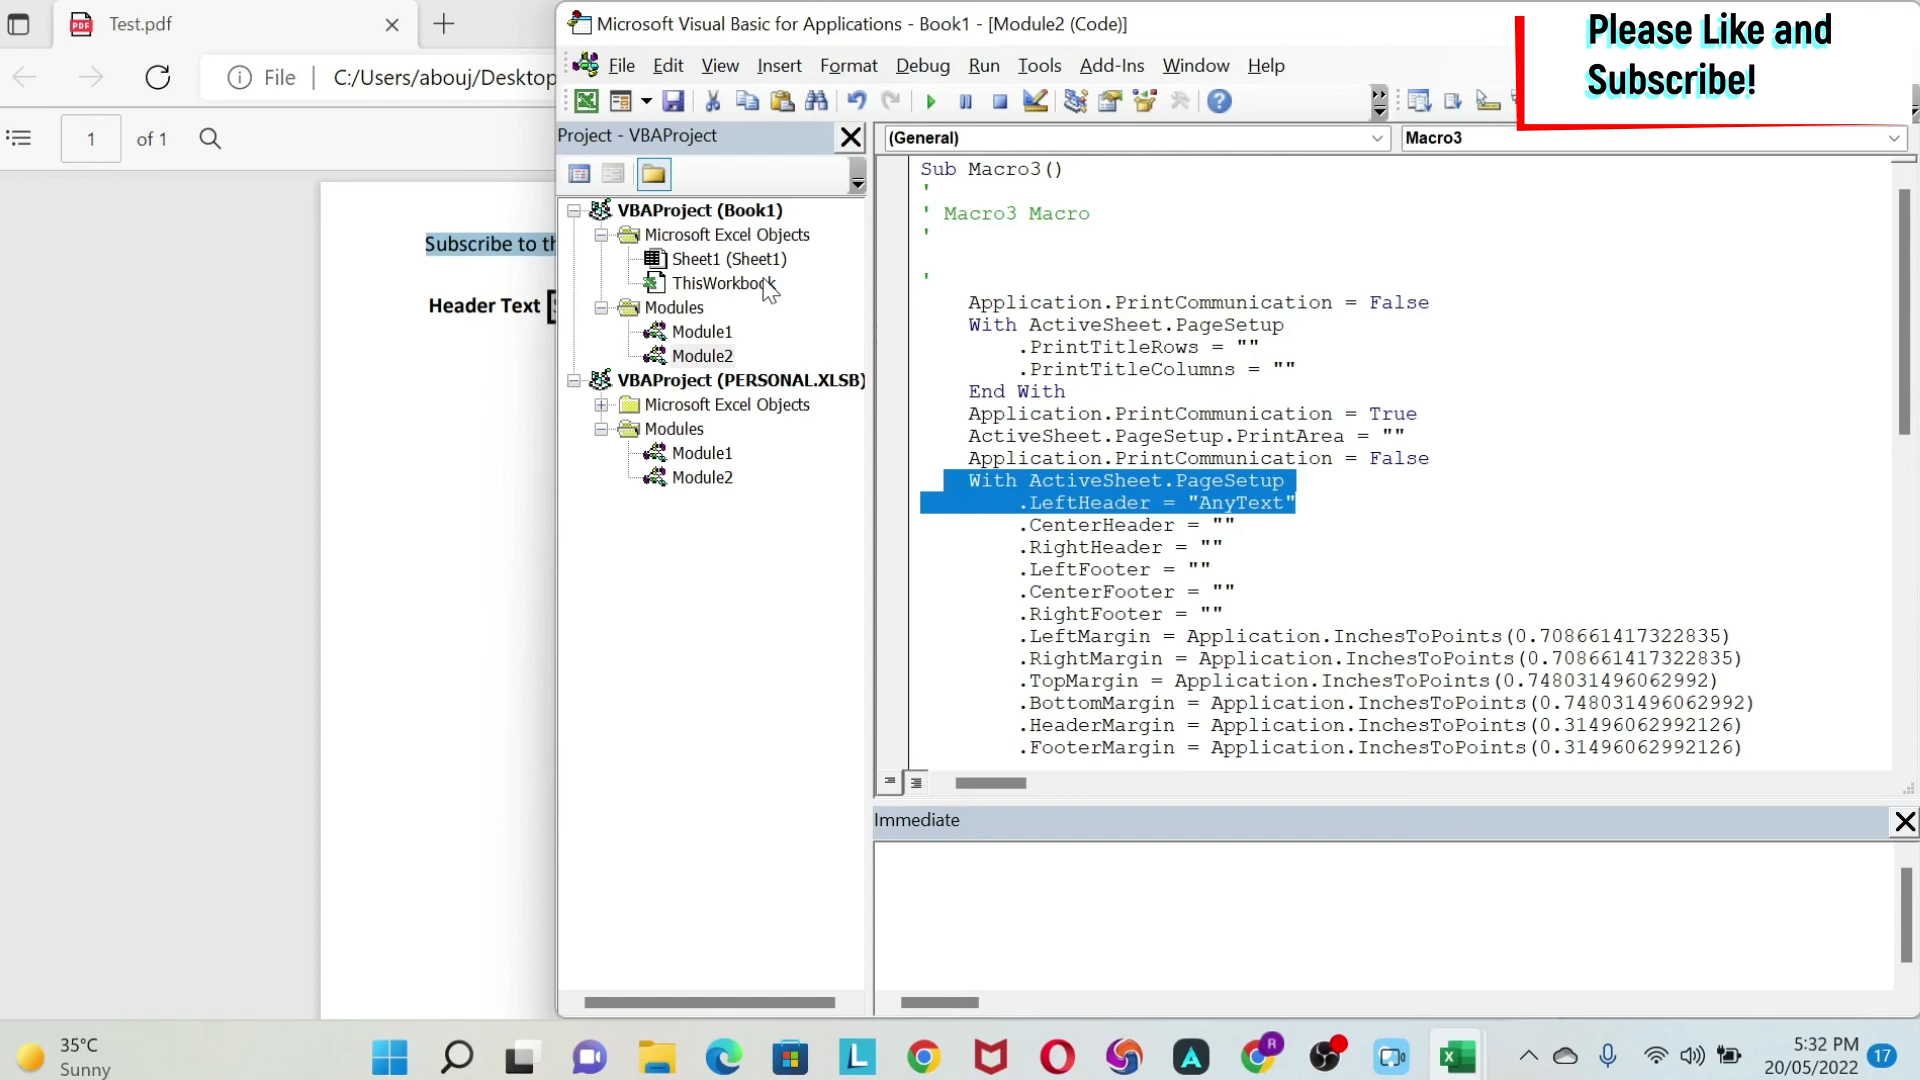 Test.pdf
File
C:/Users/abouj/Desktop
1 of 1
Subscribe to th
Header Text
Microsoft Visual Basic for Applications - Book1 - [Module2 (Code)]
File Edit View Insert Format Debug Run Tools Add-Ins Window Help
Please Like and
Subscribe!
Project - VBAProject
VBAProject (Book1)
Microsoft Excel Objects
Sheet1 (Sheet1)
ThisWorkbook
Modules
Module1
Module2
VBAProject (PERSONAL.XLSB)
Microsoft Excel Objects
Modules
Module1
Module2
(General)
Macro3
Sub Macro3()
'
' Macro3 Macro
'
'
Application.PrintCommunication = False
With ActiveSheet.PageSetup
.PrintTitleRows = ""
.PrintTitleColumns = ""
End With
Application.PrintCommunication = True
ActiveSheet.PageSetup.PrintArea = ""
Application.PrintCommunication = False
With ActiveSheet.PageSetup
.LeftHeader = "AnyText"
.CenterHeader = ""
.RightHeader = ""
.LeftFooter = ""
.CenterFooter = ""
.RightFooter = ""
.LeftMargin = Application.InchesToPoints(0.708661417322835)
.RightMargin = Application.InchesToPoints(0.708661417322835)
.TopMargin = Application.InchesToPoints(0.748031496062992)
.BottomMargin = Application.InchesToPoints(0.748031496062992)
.HeaderMargin = Application.InchesToPoints(0.31496062992126)
.FooterMargin = Application.InchesToPoints(0.31496062992126)
Immediate
35°C
Sunny
5:32 PM
20/05/2022
17